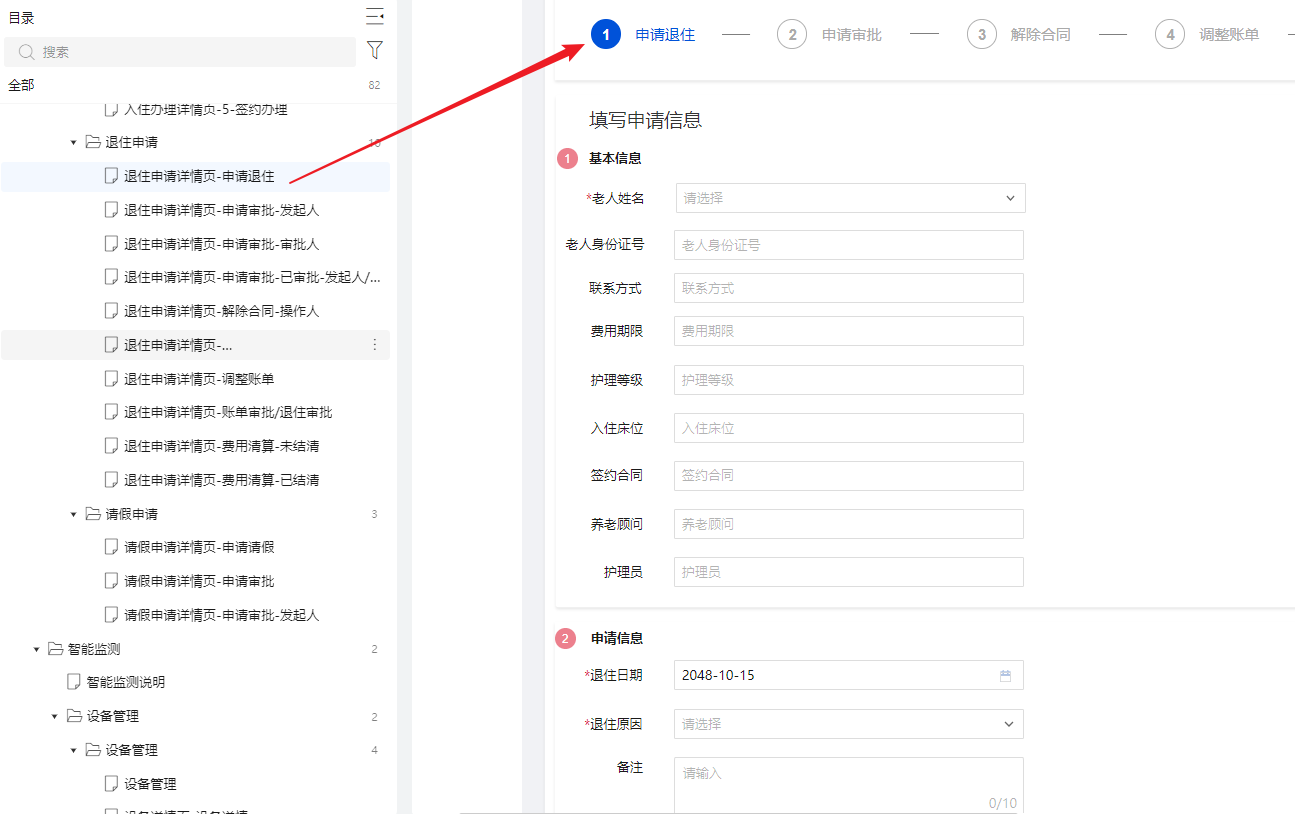 目录
搜索
全部 82
入住办理详情页-5-签约办理
退住申请 10
退住申请详情页-申请退住
退住申请详情页-申请审批-发起人
退住申请详情页-申请审批-审批人
退住申请详情页-申请审批-已审批-发起人/...
退住申请详情页-解除合同-操作人
退住申请详情页-...
退住申请详情页-调整账单
退住申请详情页-账单审批/退住审批
退住申请详情页-费用清算-未结清
退住申请详情页-费用清算-已结清
请假申请 3
请假申请详情页-申请请假
请假申请详情页-申请审批
请假申请详情页-申请审批-发起人
智能监测 2
智能监测说明
设备管理 2
设备管理 4
设备管理
设备详情页-设备详情
1 申请退住 2 申请审批 3 解除合同 4 调整账单
填写申请信息
1 基本信息
*老人姓名 请选择
老人身份证号 老人身份证号
联系方式 联系方式
费用期限 费用期限
护理等级 护理等级
入住床位 入住床位
签约合同 签约合同
养老顾问 养老顾问
护理员 护理员
2 申请信息
*退住日期 2048-10-15
*退住原因 请选择
备注 请输入
0/10